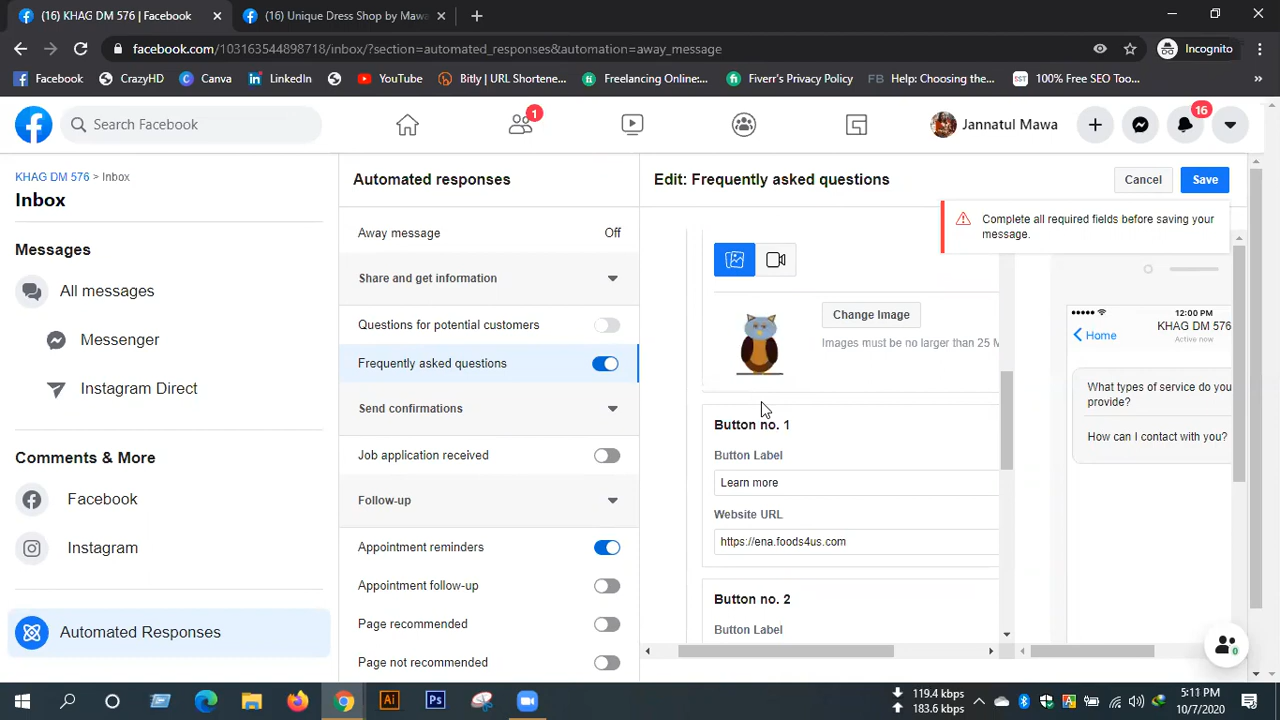 (16) KHAG DM 576 | Facebook
(16) Unique Dress Shop by Mawa
facebook.com/103163544898718/inbox/?section=automated_responses&automation=away_message
Incognito
Facebook
CrazyHD
Canva
LinkedIn
YouTube
Bitly | URL Shortene...
Freelancing Online:...
Fiverr's Privacy Policy
FB
Help: Choosing the...
SST
100% Free SEO Too...
»
Search Facebook
1
Jannatul Mawa
16
KHAG DM 576 > Inbox
Inbox
Messages
All messages
Messenger
Instagram Direct
Comments & More
Facebook
Instagram
Automated Responses
Automated responses
Away message
Off
Share and get information
Questions for potential customers
Frequently asked questions
Send confirmations
Job application received
Follow-up
Appointment reminders
Appointment follow-up
Page recommended
Page not recommended
Edit: Frequently asked questions
Cancel
Save
Complete all required fields before saving your
message.
Change Image
Images must be no larger than 25 M
Button no. 1
Button Label
Learn more
Website URL
https://ena.foods4us.com
Button no. 2
Button Label
12:00 PM
Home
KHAG DM 576
Active now
What types of service do you
provide?
How can I contact with you?
0
Ai
Ps
119.4 kbps
183.6 kbps
5:11 PM
10/7/2020